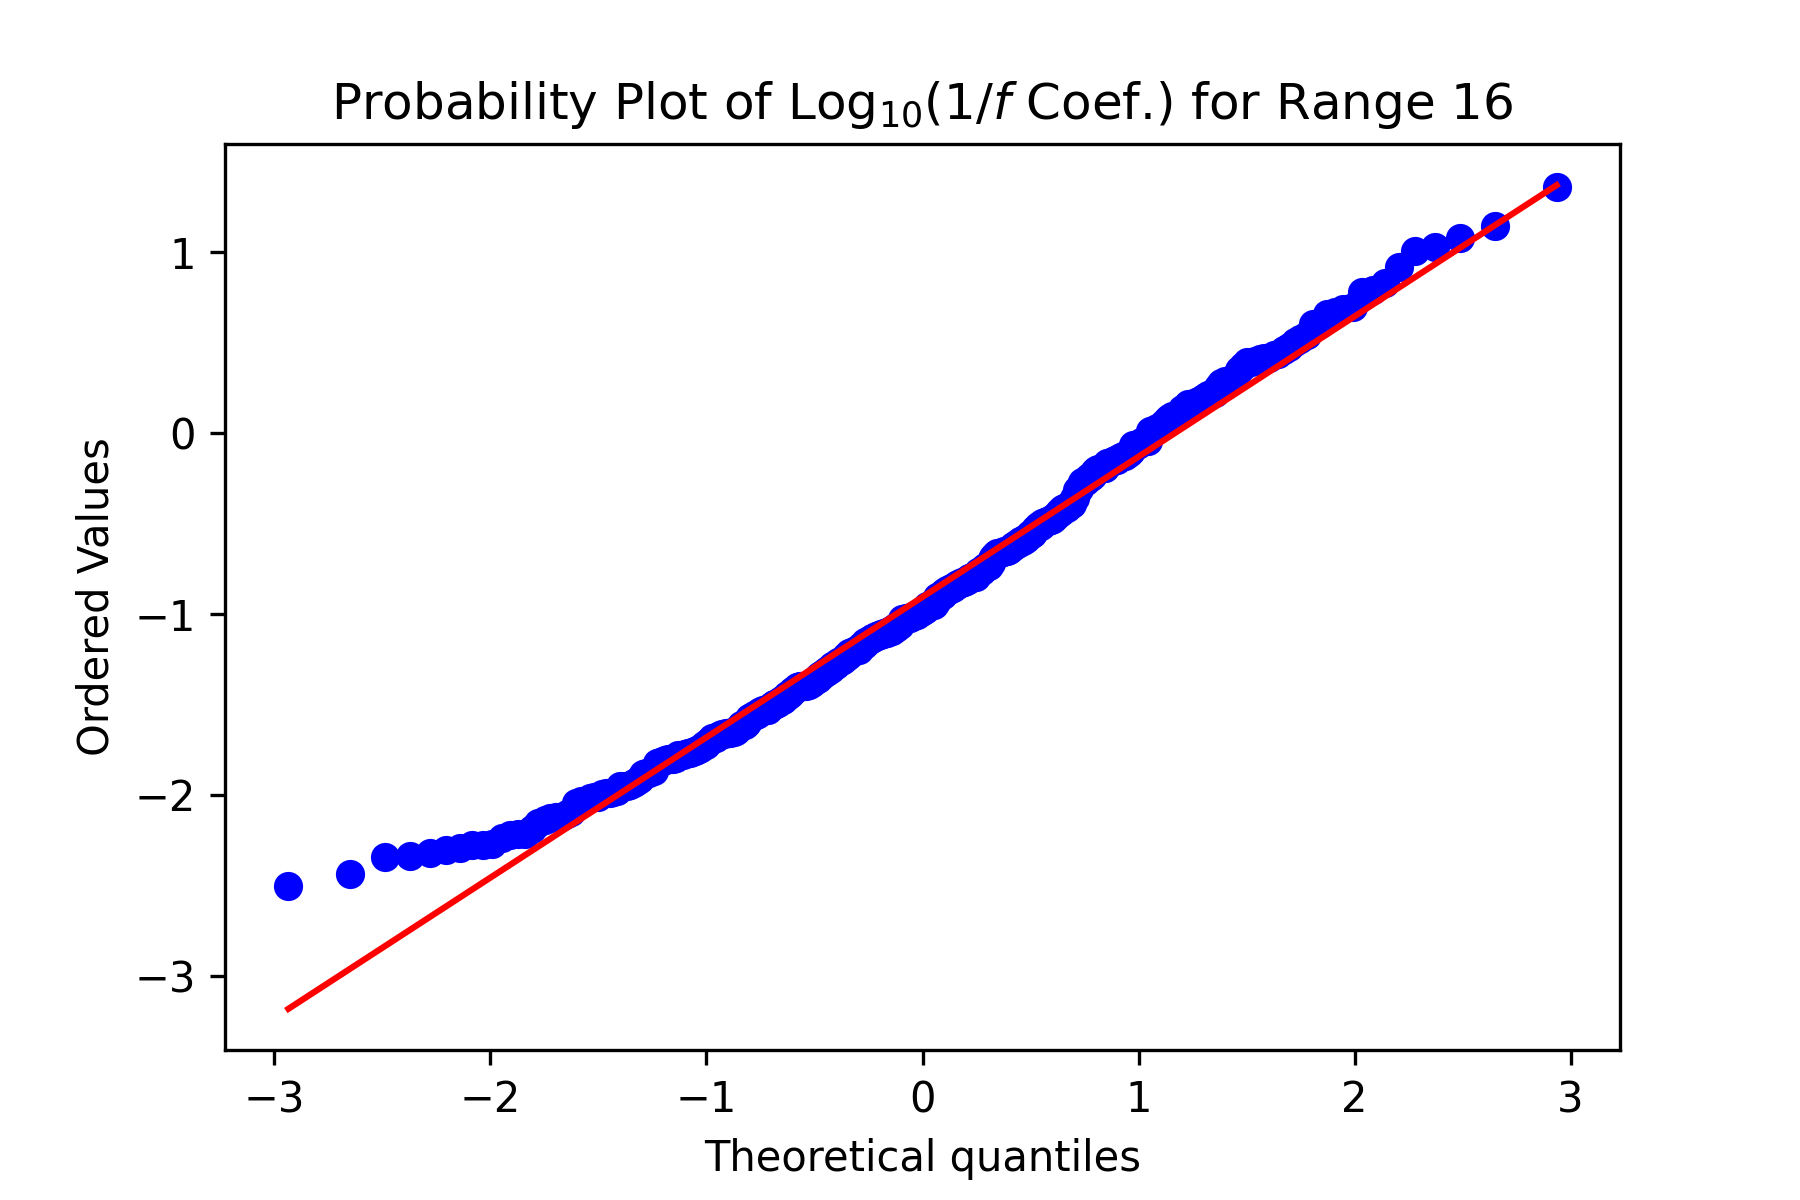 Probability Plot of Log₁₀(1/f Coef.) for Range 16
Ordered Values
1
0
−1
−2
−3
−3 −2 −1 0 1 2 3
Theoretical quantiles